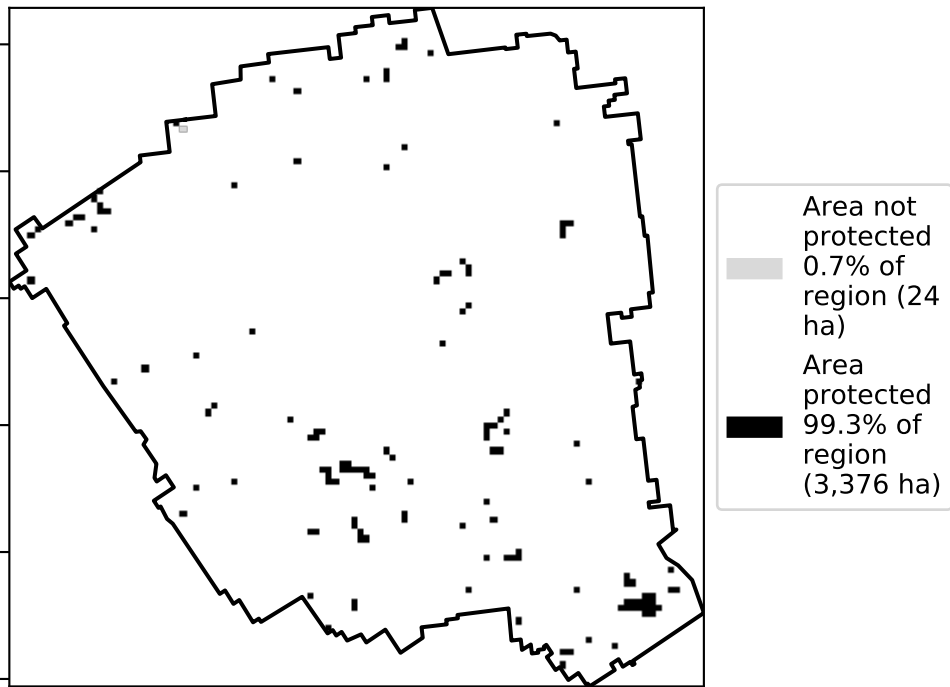 Area not
protected
0.7% of
region (24
ha)
Area
protected
99.3% of
region
(3,376 ha)